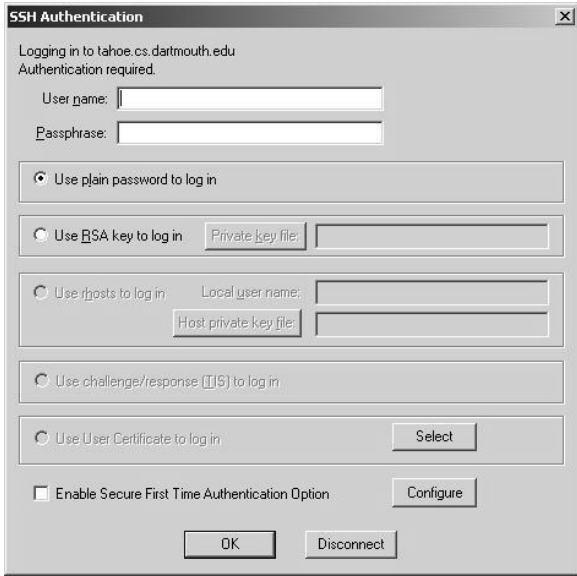 SSH Authentication
Logging in to tahoe.cs.dartmouth.edu
Authentication required.
User name:
Passphrase:
Use plain password to log in
Use RSA key to log in Private key file:
Use rhosts to log in Local user name:
Host private key file:
Use challenge/response (TIS) to log in
Use User Certificate to log in Select
Enable Secure First Time Authentication Option Configure
OK Disconnect